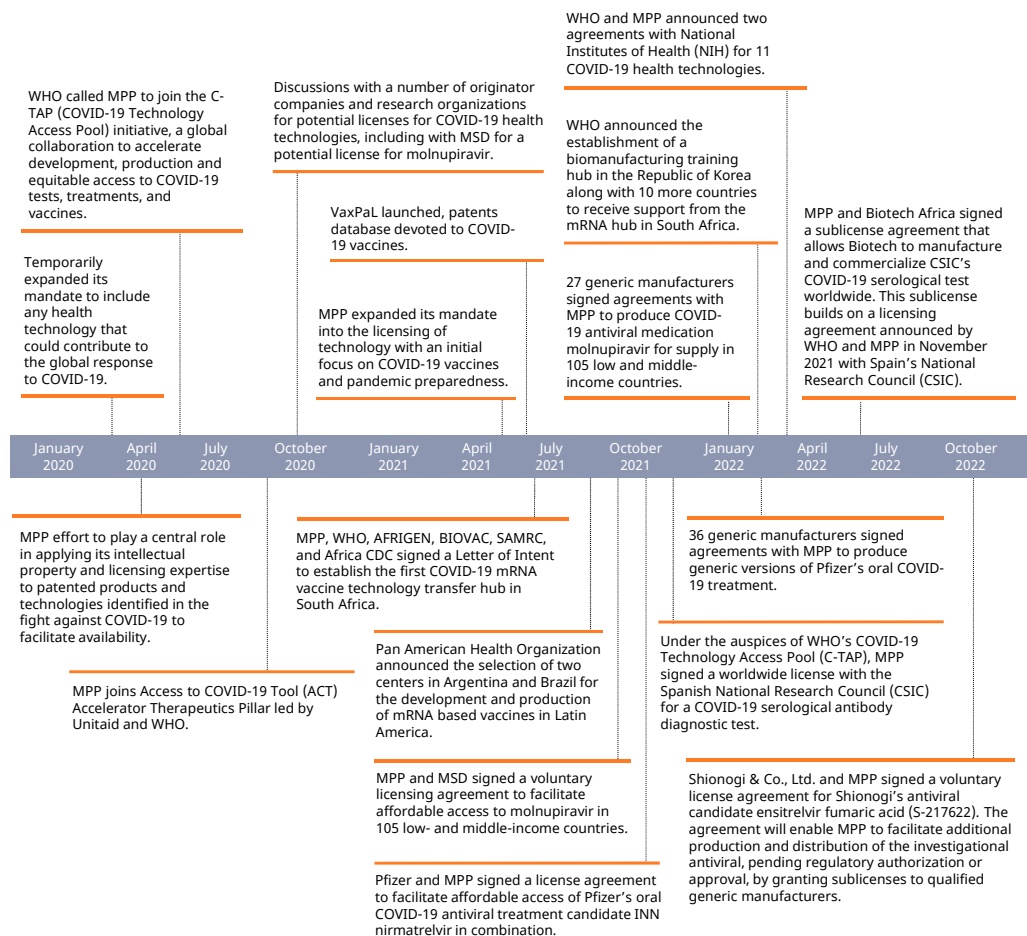 WHO and MPP announced two
agreements with National
Institutes of Health (NIH) for 11
COVID-19 health technologies.
WHO called MPP to join the C-
TAP (COVID-19 Technology
Access Pool) initiative, a global
collaboration to accelerate
development, production and
equitable access to COVID-19
tests, treatments, and
vaccines.
Discussions with a number of originator
companies and research organizations
for potential licenses for COVID-19 health
technologies, including with MSD for a
potential license for molnupiravir.
WHO announced the
establishment of a
biomanufacturing training
hub in the Republic of Korea
along with 10 more countries
to receive support from the
mRNA hub in South Africa.
VaxPaL launched, patents
database devoted to COVID-
19 vaccines.
MPP and Biotech Africa signed
a sublicense agreement that
allows Biotech to manufacture
and commercialize CSIC’s
COVID-19 serological test
worldwide. This sublicense
builds on a licensing
agreement announced by
WHO and MPP in November
2021 with Spain’s National
Research Council (CSIC).
Temporarily
expanded its
mandate to include
any health
technology that
could contribute to
the global response
to COVID-19.
MPP expanded its mandate
into the licensing of
technology with an initial
focus on COVID-19 vaccines
and pandemic preparedness.
27 generic manufacturers
signed agreements with
MPP to produce COVID-
19 antiviral medication
molnupiravir for supply in
105 low and middle-
income countries.
January
2020
April
2020
July
2020
October
2020
January
2021
April
2021
July
2021
October
2021
January
2022
April
2022
July
2022
October
2022
MPP effort to play a central role
in applying its intellectual
property and licensing expertise
to patented products and
technologies identified in the
fight against COVID-19 to
facilitate availability.
MPP joins Access to COVID-19 Tool (ACT)
Accelerator Therapeutics Pillar led by
Unitaid and WHO.
MPP, WHO, AFRIGEN, BIOVAC, SAMRC,
and Africa CDC signed a Letter of Intent
to establish the first COVID-19 mRNA
vaccine technology transfer hub in
South Africa.
Pan American Health Organization
announced the selection of two
centers in Argentina and Brazil for
the development and production
of mRNA based vaccines in Latin
America.
MPP and MSD signed a voluntary
licensing agreement to facilitate
affordable access to molnupiravir in
105 low- and middle-income countries.
Pfizer and MPP signed a license agreement
to facilitate affordable access of Pfizer’s oral
COVID-19 antiviral treatment candidate INN
nirmatrelvir in combination.
36 generic manufacturers signed
agreements with MPP to produce
generic versions of Pfizer’s oral COVID-
19 treatment.
Under the auspices of WHO’s COVID-19
Technology Access Pool (C-TAP), MPP
signed a worldwide license with the
Spanish National Research Council (CSIC)
for a COVID-19 serological antibody
diagnostic test.
Shionogi & Co., Ltd. and MPP signed a voluntary
license agreement for Shionogi’s antiviral
candidate ensitrelvir fumaric acid (S-217622). The
agreement will enable MPP to facilitate additional
production and distribution of the investigational
antiviral, pending regulatory authorization or
approval, by granting sublicenses to qualified
generic manufacturers.